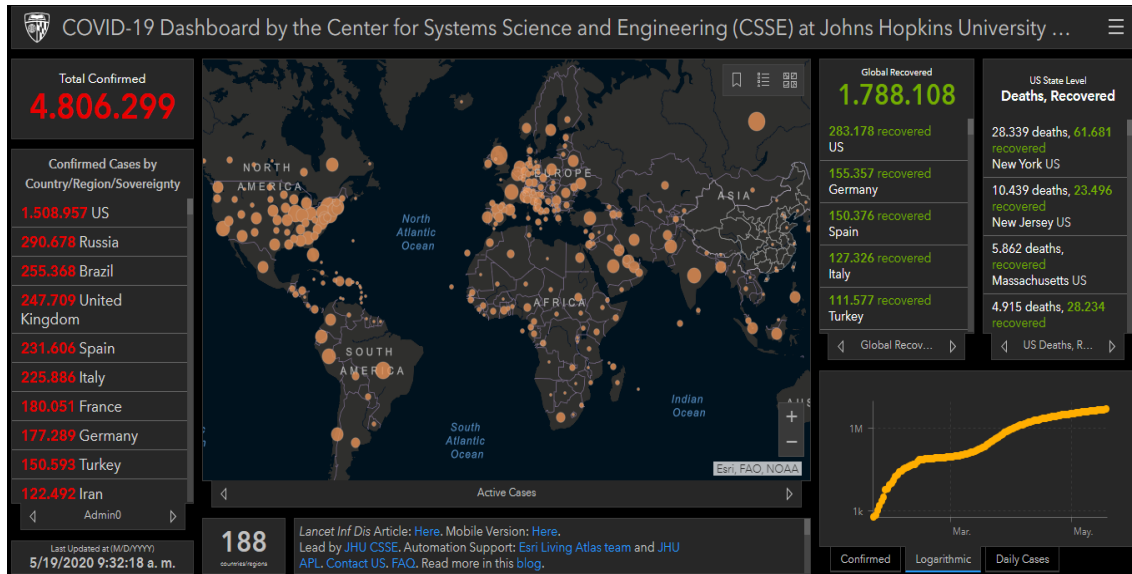 COVID-19 Dashboard by the Center for Systems Science and Engineering (CSSE) at Johns Hopkins University ...
Total Confirmed
4.806.299
Confirmed Cases by
Country/Region/Sovereignty
1.508.957 US
290.678 Russia
255.368 Brazil
247.709 United
Kingdom
231.606 Spain
225.886 Italy
180.051 France
177.289 Germany
150.593 Turkey
122.492 Iran
Admin0
Last Updated at (M/D/YYYY)
5/19/2020 9:32:18 a. m.
NORTH
AMERICA
North
Atlantic
Ocean
EUROPE
ASIA
AFRICA
SOUTH
AMERICA
South
Atlantic
Ocean
Indian
Ocean
AUS
+
−
Esri, FAO, NOAA
Active Cases
188
countries/regions
Lancet Inf Dis Article: Here. Mobile Version: Here.
Lead by JHU CSSE. Automation Support: Esri Living Atlas team and JHU
APL. Contact US. FAQ. Read more in this blog.
Global Recovered
1.788.108
283.178 recovered
US
155.357 recovered
Germany
150.376 recovered
Spain
127.326 recovered
Italy
111.577 recovered
Turkey
Global Recov...
US State Level
Deaths, Recovered
28.339 deaths, 61.681
recovered
New York US
10.439 deaths, 23.496
recovered
New Jersey US
5.862 deaths,
recovered
Massachusetts US
4.915 deaths, 28.234
recovered
US Deaths, R...
1M
1k
Mar.
May.
Confirmed
Logarithmic
Daily Cases